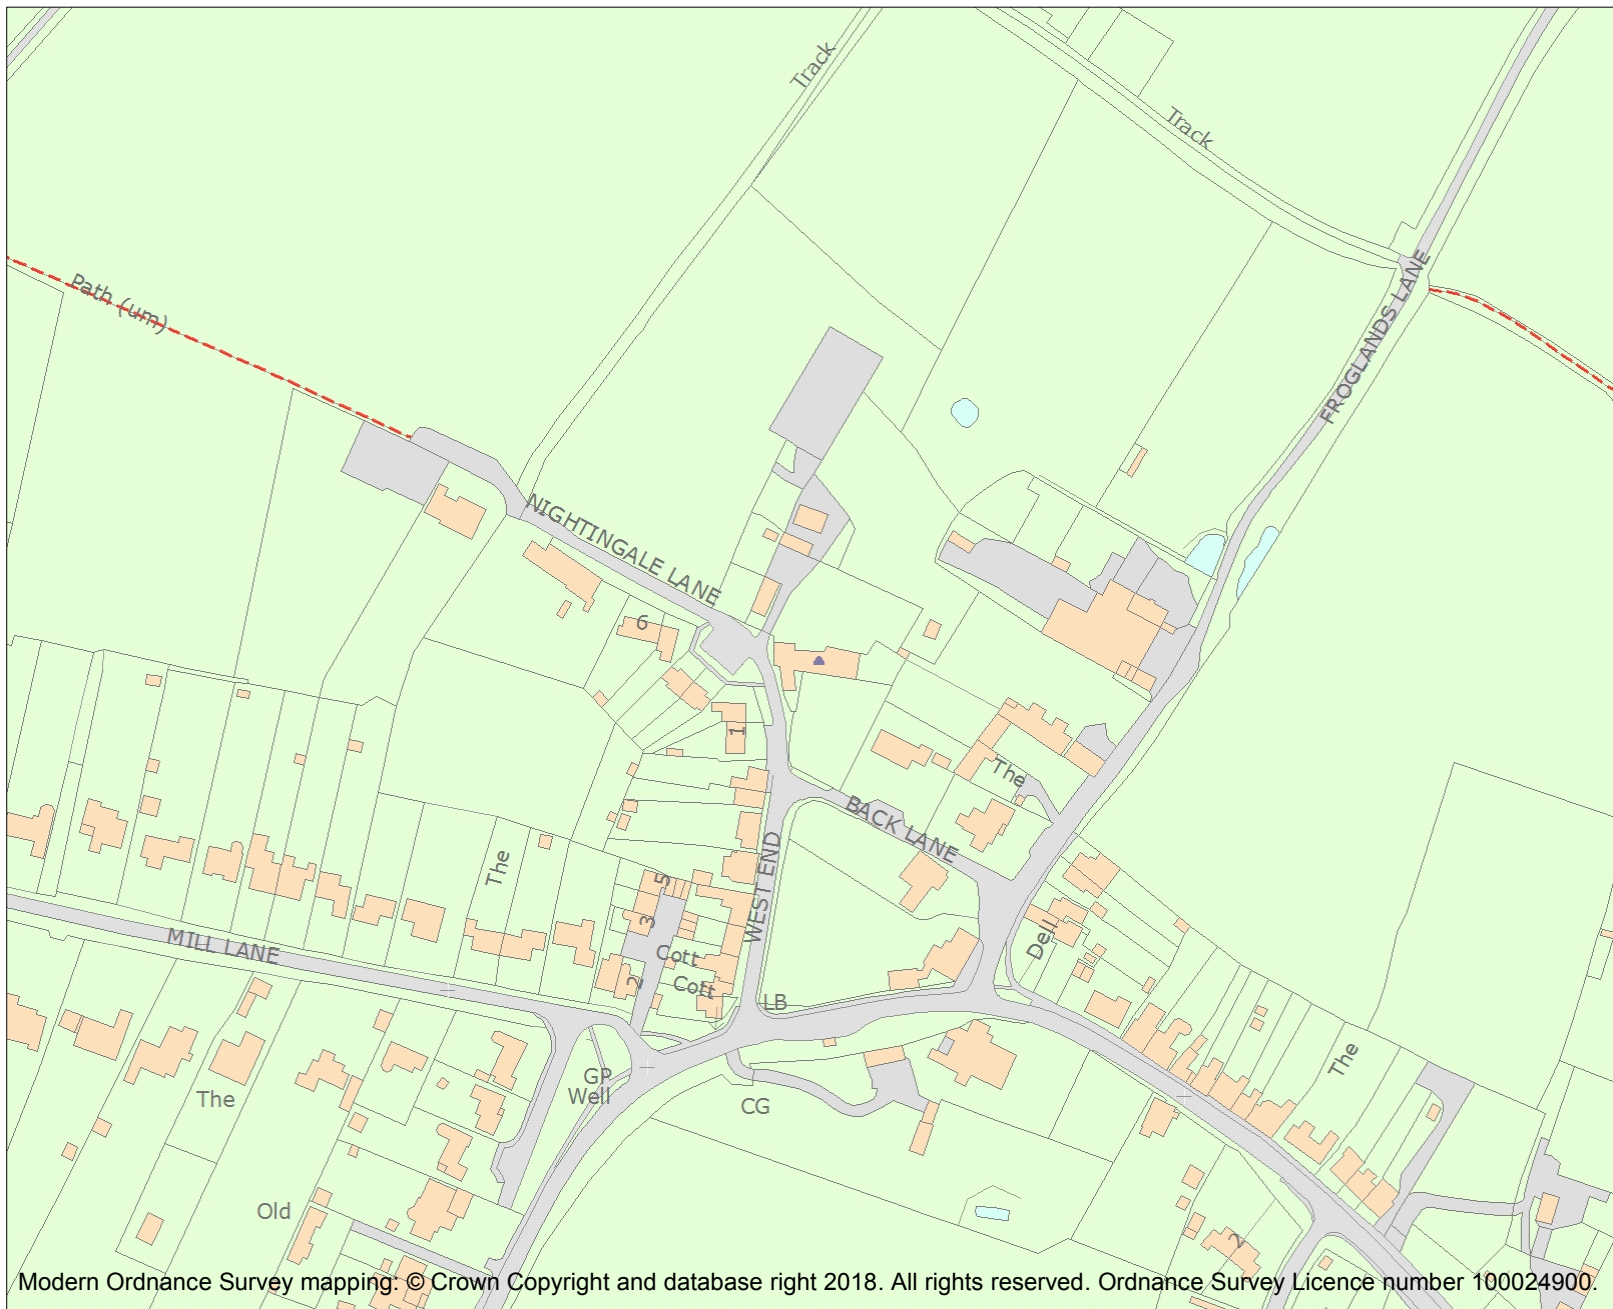 Track
Track
FROGLANDS LANE
Path (um)
NIGHTINGALE LANE
6
1
The
BACK LANE
WEST END
The
5
3
MILL LANE
Cott
Cott
2
Dell
LB
The
GP
Well
The
CG
Old
2
Modern Ordnance Survey mapping: © Crown Copyright and database right 2018. All rights reserved. Ordnance Survey Licence number 100024900.